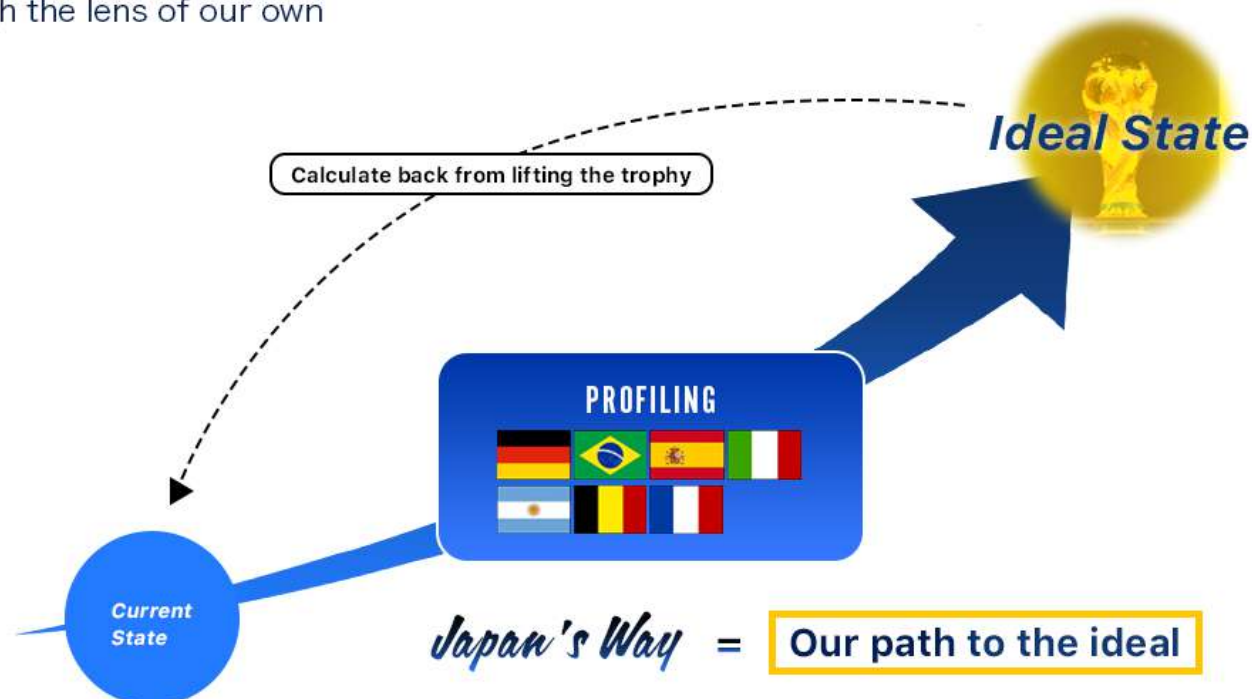 h the lens of our own
Ideal State
Calculate back from lifting the trophy
PROFILING
Current
State
Japan's Way = Our path to the ideal